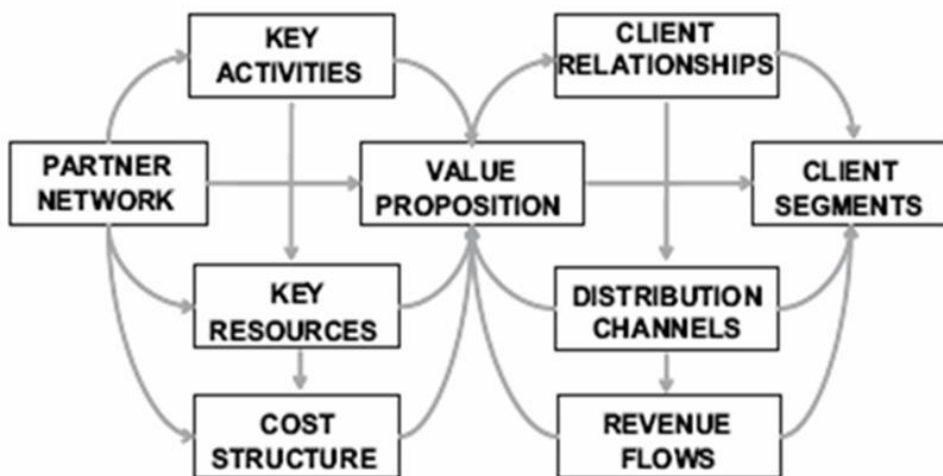 KEY
ACTIVITIES
CLIENT
RELATIONSHIPS
PARTNER
NETWORK
VALUE
PROPOSITION
CLIENT
SEGMENTS
KEY
RESOURCES
DISTRIBUTION
CHANNELS
COST
STRUCTURE
REVENUE
FLOWS